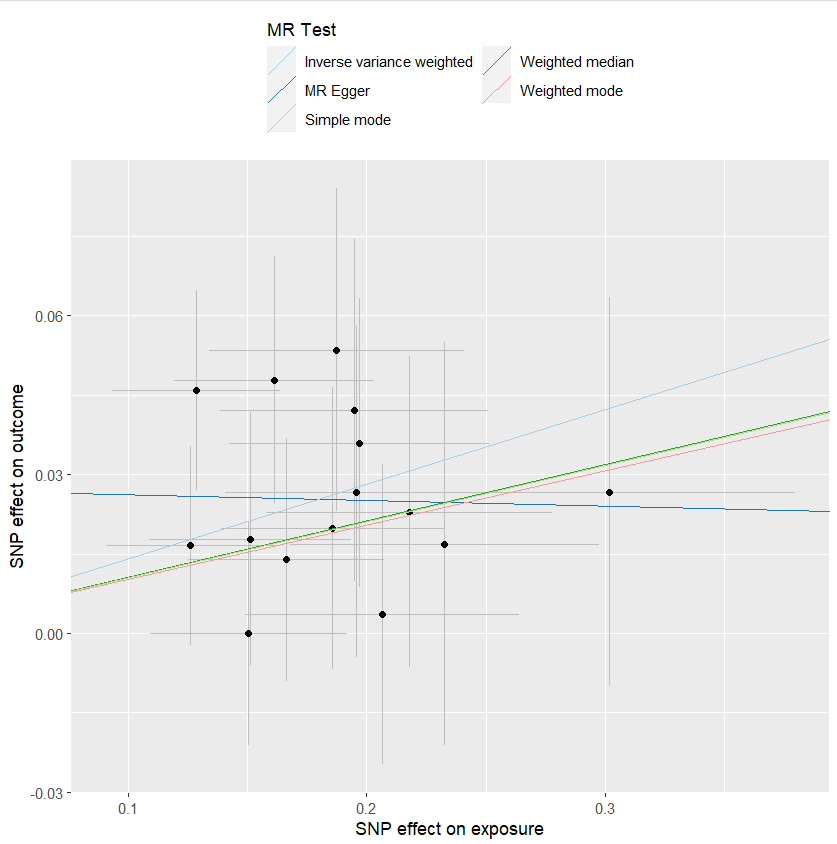 MR Test
Inverse variance weighted
Weighted median
MR Egger
Weighted mode
Simple mode
SNP effect on outcome
0.06
0.03
0.00
-0.03
0.1
0.2
0.3
SNP effect on exposure